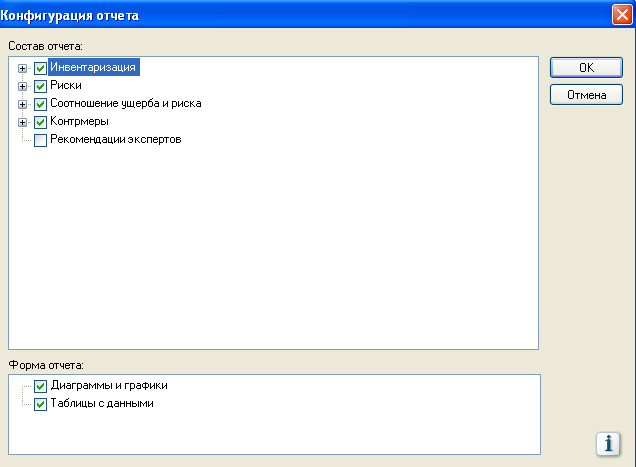 Конфигурация отчета
Состав отчета:
Инвентаризация
Риски
Соотношение ущерба и риска
Контрмеры
Рекомендации экспертов
OK
Отмена
Форма отчета:
Диаграммы и графики
Таблицы с данными
i